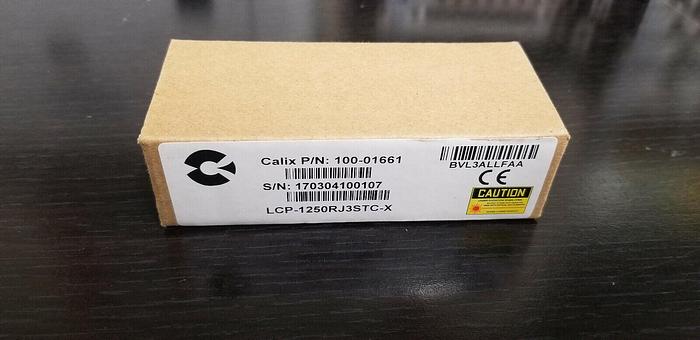 Calix P/N: 100-01661
S/N: 170304100107
LCP-1250RJ3STC-X
BVL3ALLFAA
CE
CAUTION